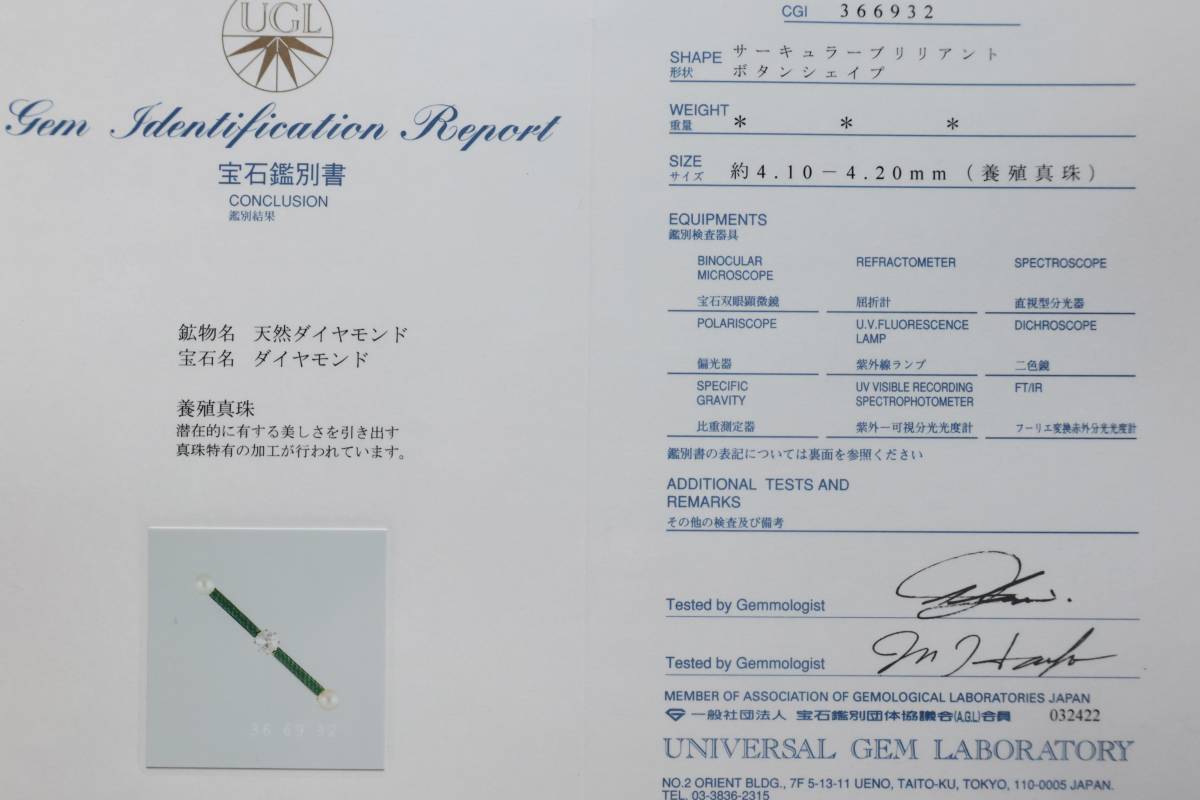 UGL
Gem Identification Report
宝石鑑別書
CONCLUSION
鑑別結果
鉱物名 天然ダイヤモンド
宝石名 ダイヤモンド
養殖真珠
潜在的に有する美しさを引き出す
真珠特有の加工が行われています。
36 69 32
CGI 366932
SHAPE サーキュラーブリリアント
形状 ボタンシェイプ
WEIGHT
重量 * * *
SIZE
サイズ 約4.10－4.20mm（養殖真珠）
EQUIPMENTS
鑑別検査器具
BINOCULAR MICROSCOPE
宝石双眼顕微鏡
REFRACTOMETER
屈折計
SPECTROSCOPE
直視型分光器
POLARISCOPE
偏光器
U.V.FLUORESCENCE LAMP
紫外線ランプ
DICHROSCOPE
二色鏡
SPECIFIC GRAVITY
比重測定器
UV VISIBLE RECORDING SPECTROPHOTOMETER
紫外－可視分光光度計
FT/IR
フーリエ変換赤外分光光度計
鑑別書の表記については裏面を参照ください
ADDITIONAL TESTS AND
REMARKS
その他の検査及び備考
Tested by Gemmologist
Tested by Gemmologist
MEMBER OF ASSOCIATION OF GEMOLOGICAL LABORATORIES JAPAN
一般社団法人 宝石鑑別団体協議会(A.G.L)会員 032422
UNIVERSAL GEM LABORATORY
NO.2 ORIENT BLDG., 7F 5-13-11 UENO, TAITO-KU, TOKYO, 110-0005 JAPAN.
TEL. 03-3836-2315